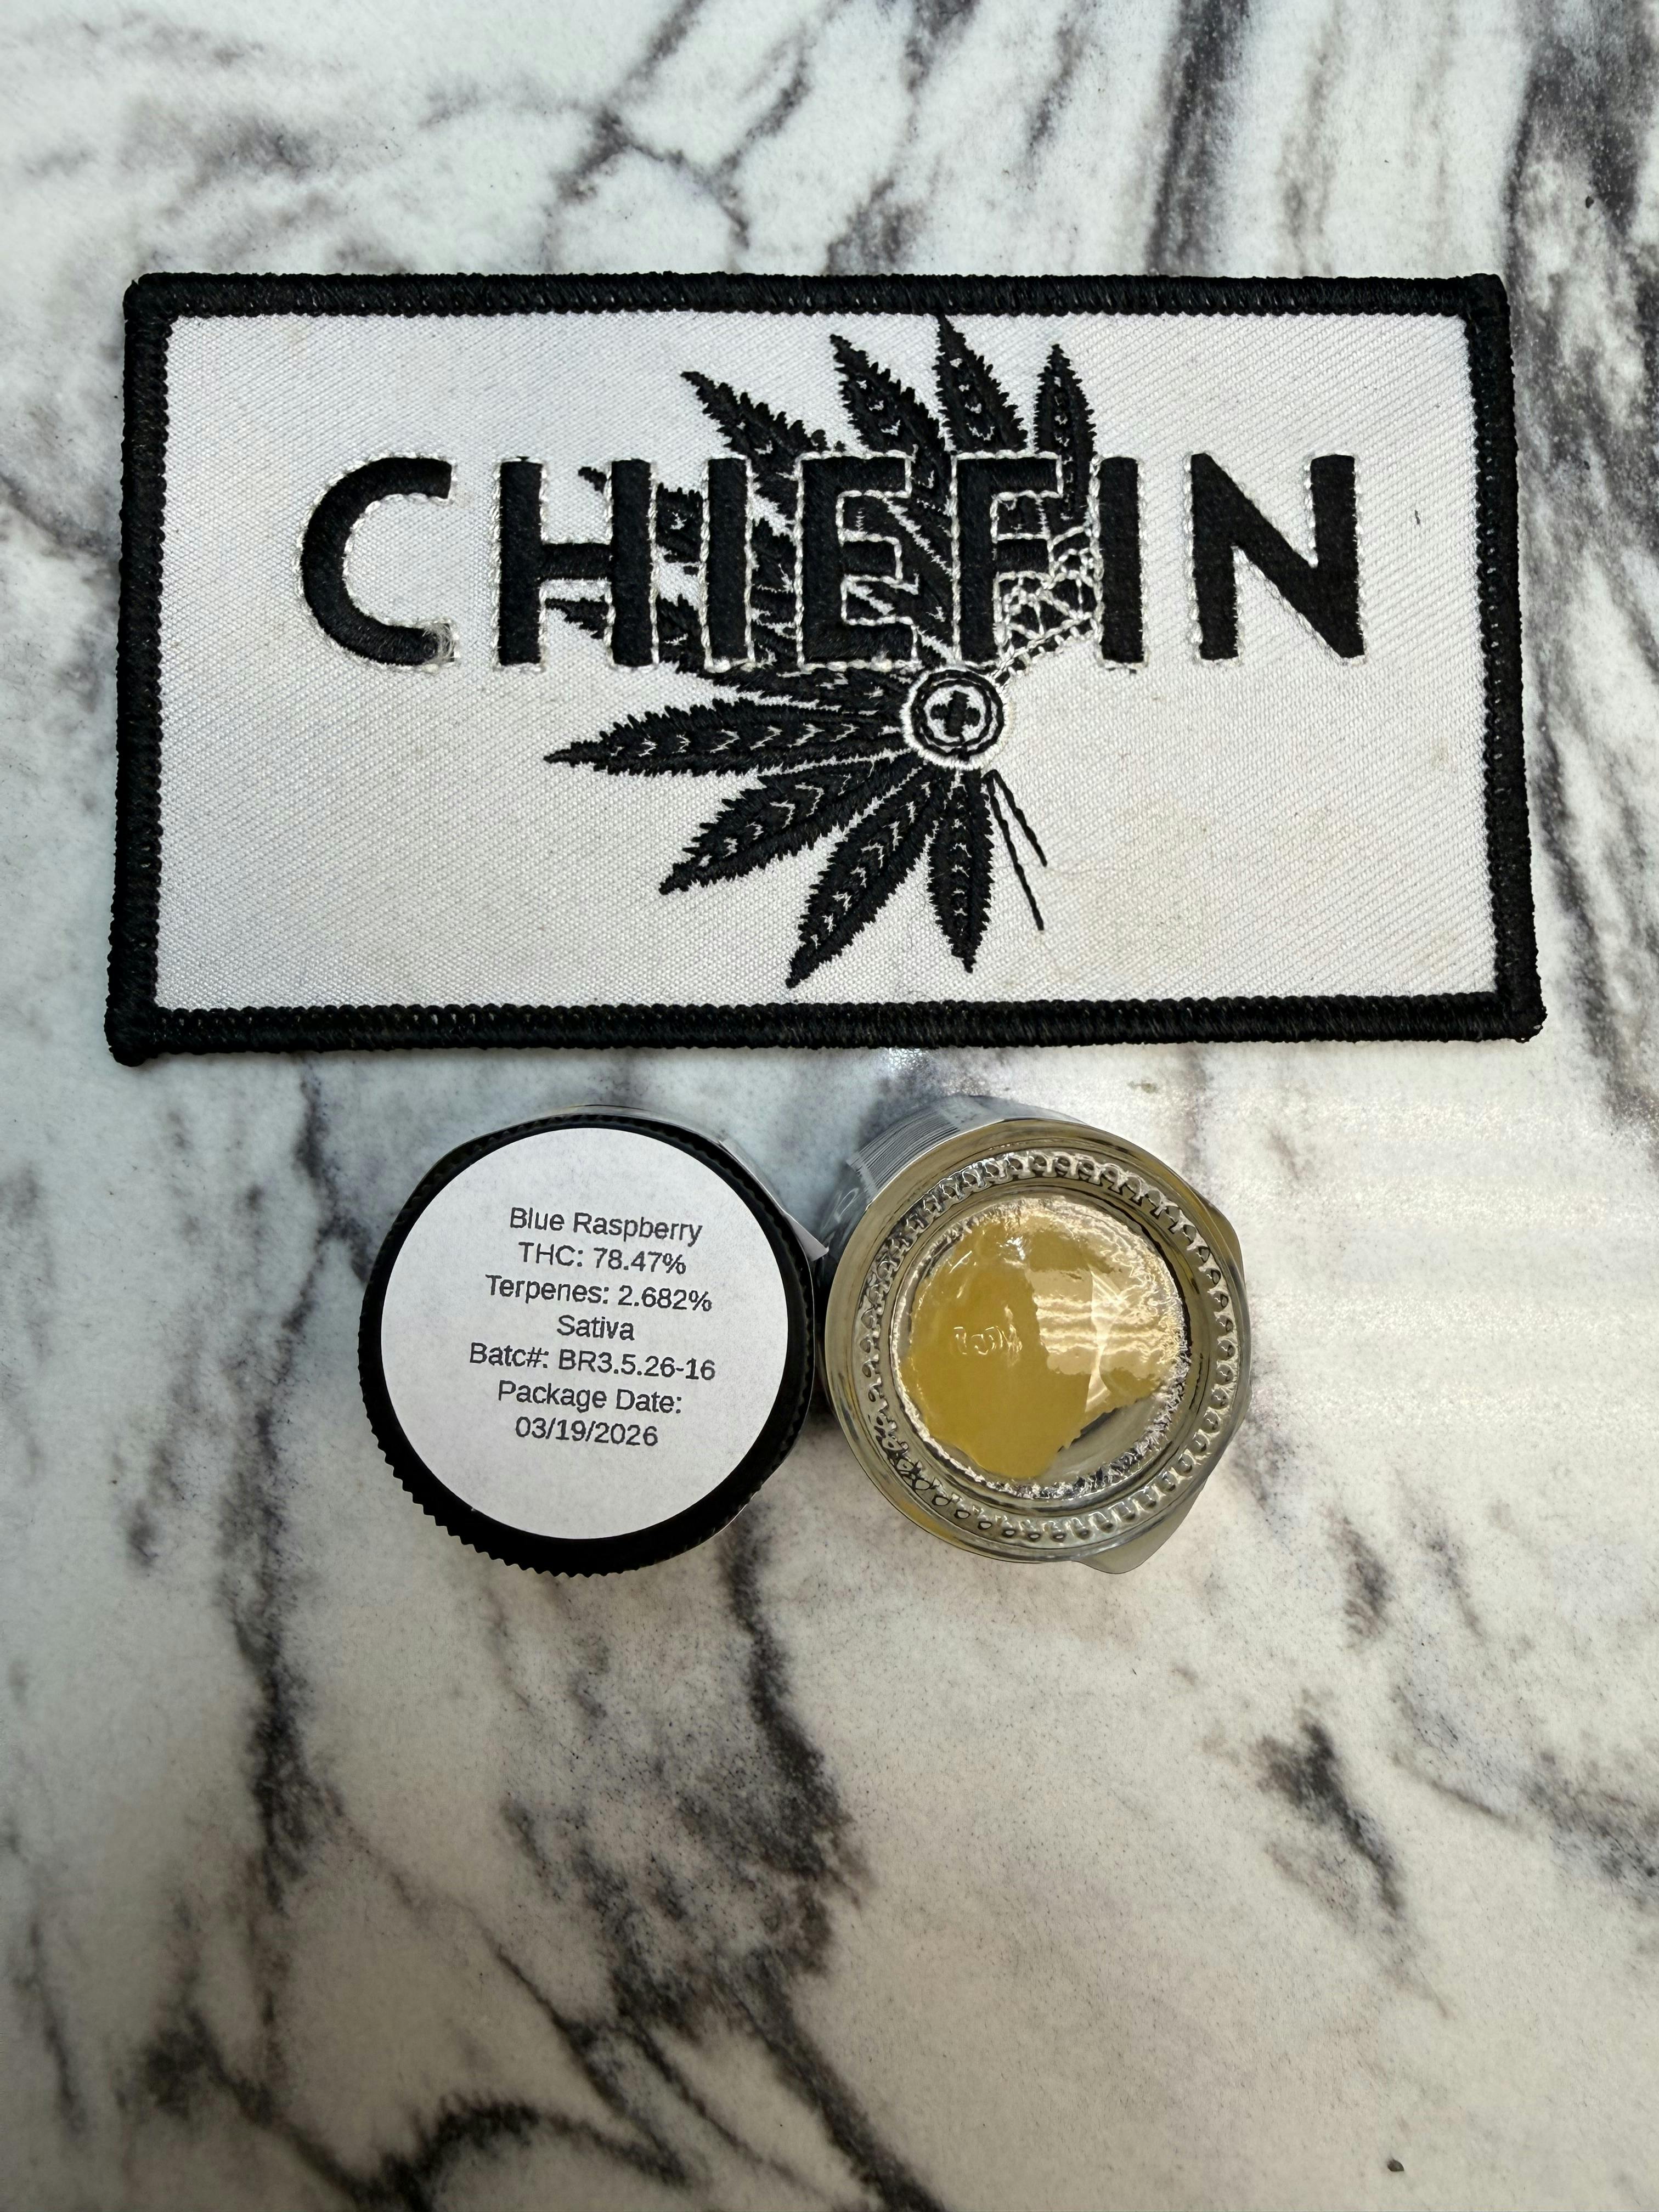 CHIEFIN
Blue Raspberry
THC: 78.47%
Terpenes: 2.682%
Sativa
Batc#: BR3.5.26-16
Package Date:
03/19/2026